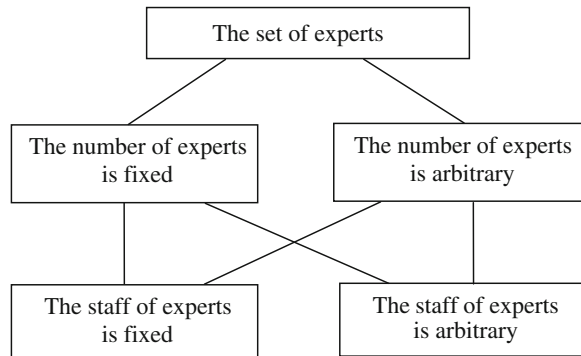 The set of experts
The number of experts
is fixed
The number of experts
is arbitrary
The staff of experts
is fixed
The staff of experts
is arbitrary